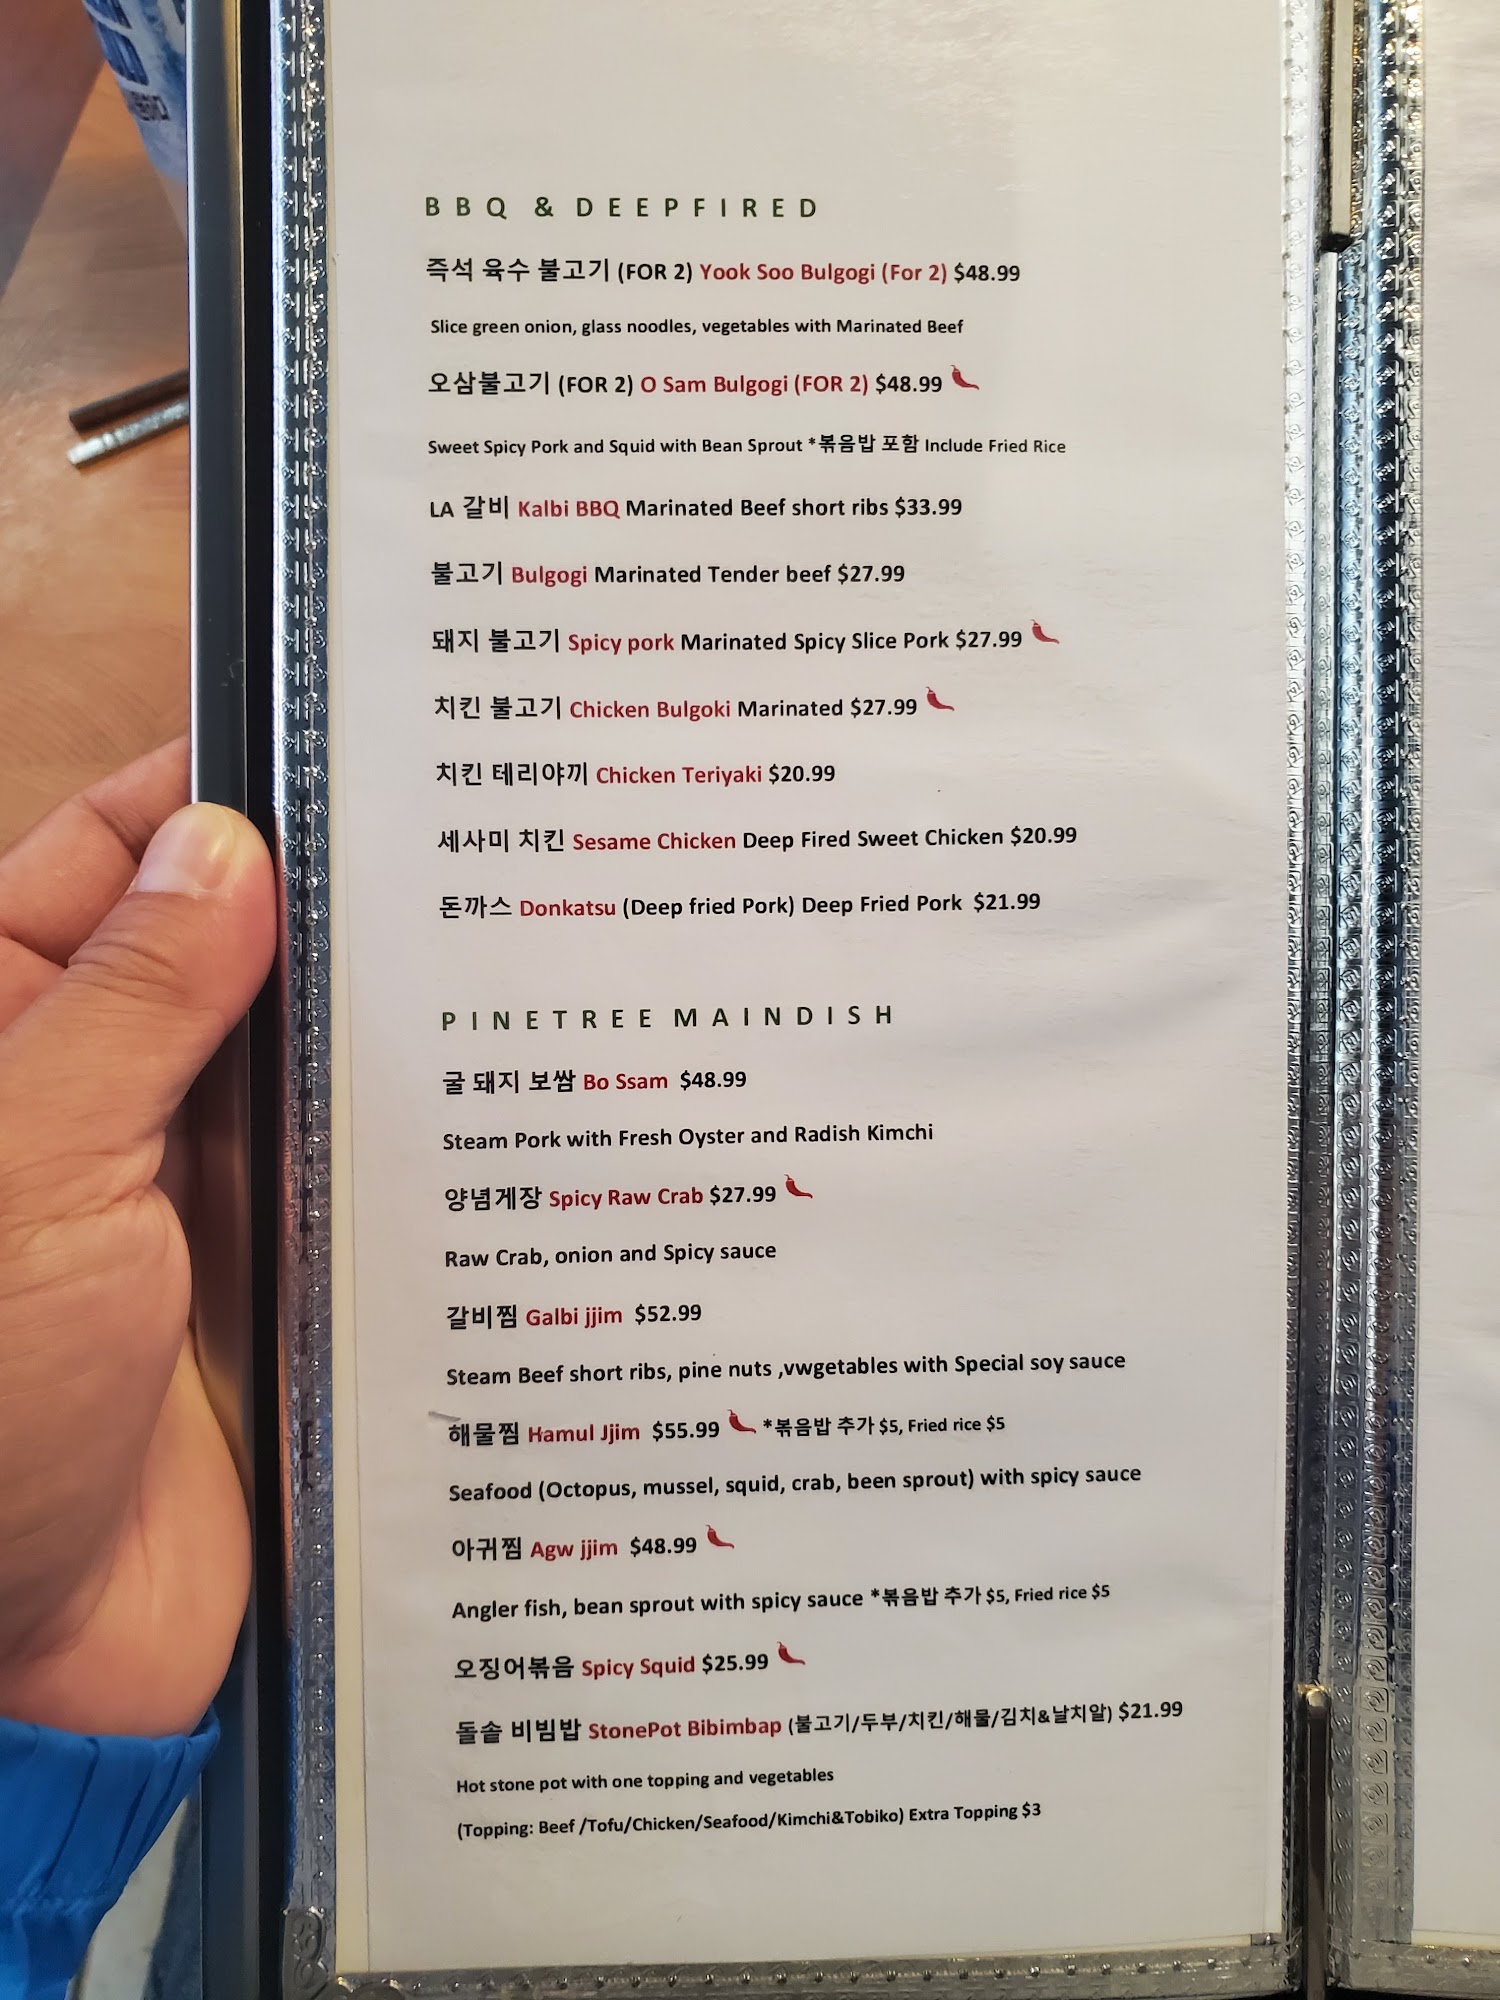 BBQ & DEEPFIRED
즉석 육수 불고기 (FOR 2) Yook Soo Bulgogi (For 2) $48.99
Slice green onion, glass noodles, vegetables with Marinated Beef
오삼불고기 (FOR 2) O Sam Bulgogi (FOR 2) $48.99
Sweet Spicy Pork and Squid with Bean Sprout *볶음밥 포함 Include Fried Rice
LA 갈비 Kalbi BBQ Marinated Beef short ribs $33.99
불고기 Bulgogi Marinated Tender beef $27.99
돼지 불고기 Spicy pork Marinated Spicy Slice Pork $27.99
치킨 불고기 Chicken Bulgoki Marinated $27.99
치킨 테리야끼 Chicken Teriyaki $20.99
세사미 치킨 Sesame Chicken Deep Fired Sweet Chicken $20.99
돈까스 Donkatsu (Deep fried Pork) Deep Fried Pork $21.99
PINETREE MAINDISH
굴 돼지 보쌈 Bo Ssam $48.99
Steam Pork with Fresh Oyster and Radish Kimchi
양념게장 Spicy Raw Crab $27.99
Raw Crab, onion and Spicy sauce
갈비찜 Galbi jjim $52.99
Steam Beef short ribs, pine nuts ,vwgetables with Special soy sauce
해물찜 Hamul Jjim $55.99 *볶음밥 추가 $5, Fried rice $5
Seafood (Octopus, mussel, squid, crab, been sprout) with spicy sauce
아귀찜 Agw jjim $48.99
Angler fish, bean sprout with spicy sauce *볶음밥 추가 $5, Fried rice $5
오징어볶음 Spicy Squid $25.99
돌솥 비빔밥 StonePot Bibimbap (불고기/두부/치킨/해물/김치&날치알) $21.99
Hot stone pot with one topping and vegetables
(Topping: Beef /Tofu/Chicken/Seafood/Kimchi&Tobiko) Extra Topping $3